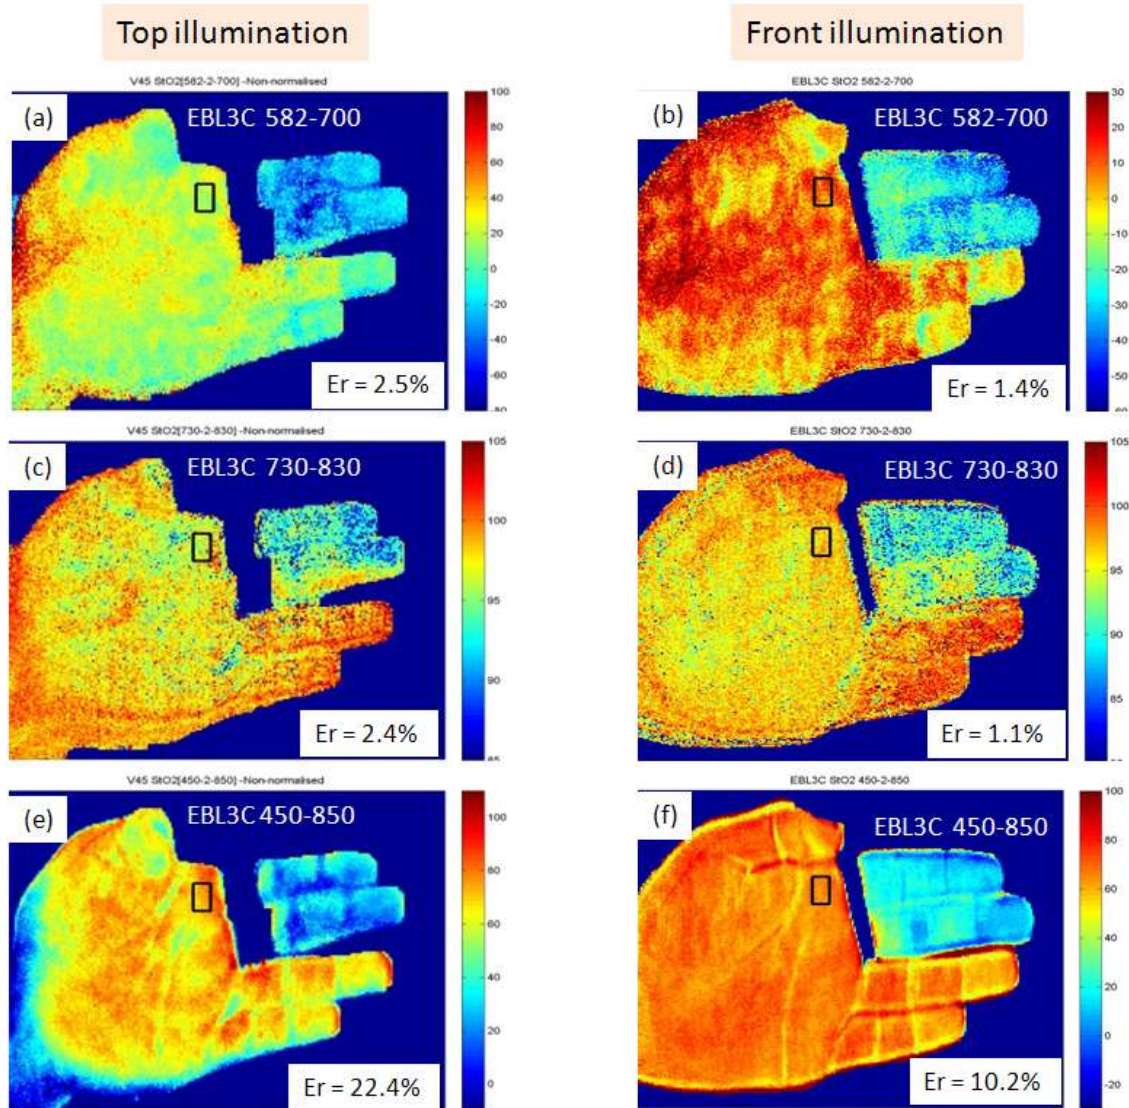 Top illumination
Front illumination
V45 StO2[582-2-700] -Non-normalised
(a)
EBL3C 582-700
100
80
60
40
20
0
-20
-40
-60
-80
Er = 2.5%
EBL3C StO2 582-2-700
(b)
EBL3C 582-700
30
20
10
0
-10
-20
-30
-40
-50
-60
Er = 1.4%
V45 StO2[730-2-830] -Non-normalised
(c)
EBL3C 730-830
105
100
95
90
85
Er = 2.4%
EBL3C StO2 730-2-830
(d)
EBL3C 730-830
105
100
95
90
85
Er = 1.1%
V45 StO2[450-2-850] -Non-normalised
(e)
EBL3C 450-850
100
80
60
40
20
0
Er = 22.4%
EBL3C StO2 450-2-850
(f)
EBL3C 450-850
100
80
60
40
20
0
-20
Er = 10.2%